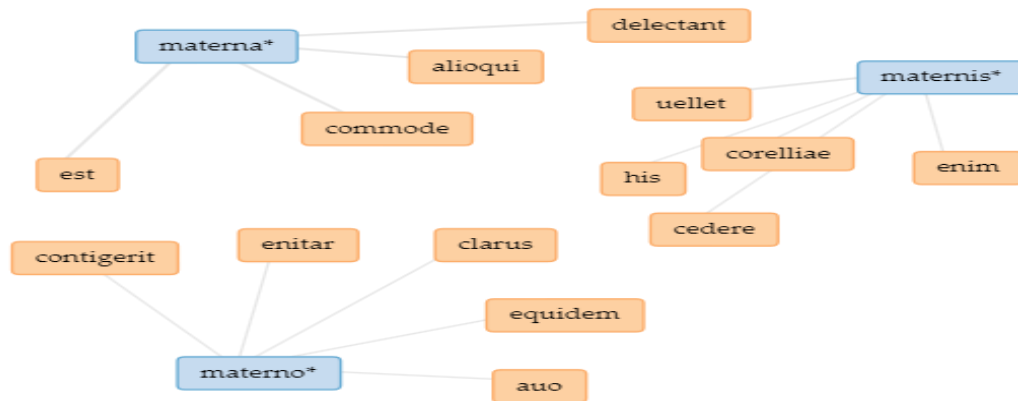 delectant
materna*
alioqui
maternis*
uellet
commode
corelliae
enim
est
his
cedere
enitar
clarus
contigerit
equidem
materno*
auo